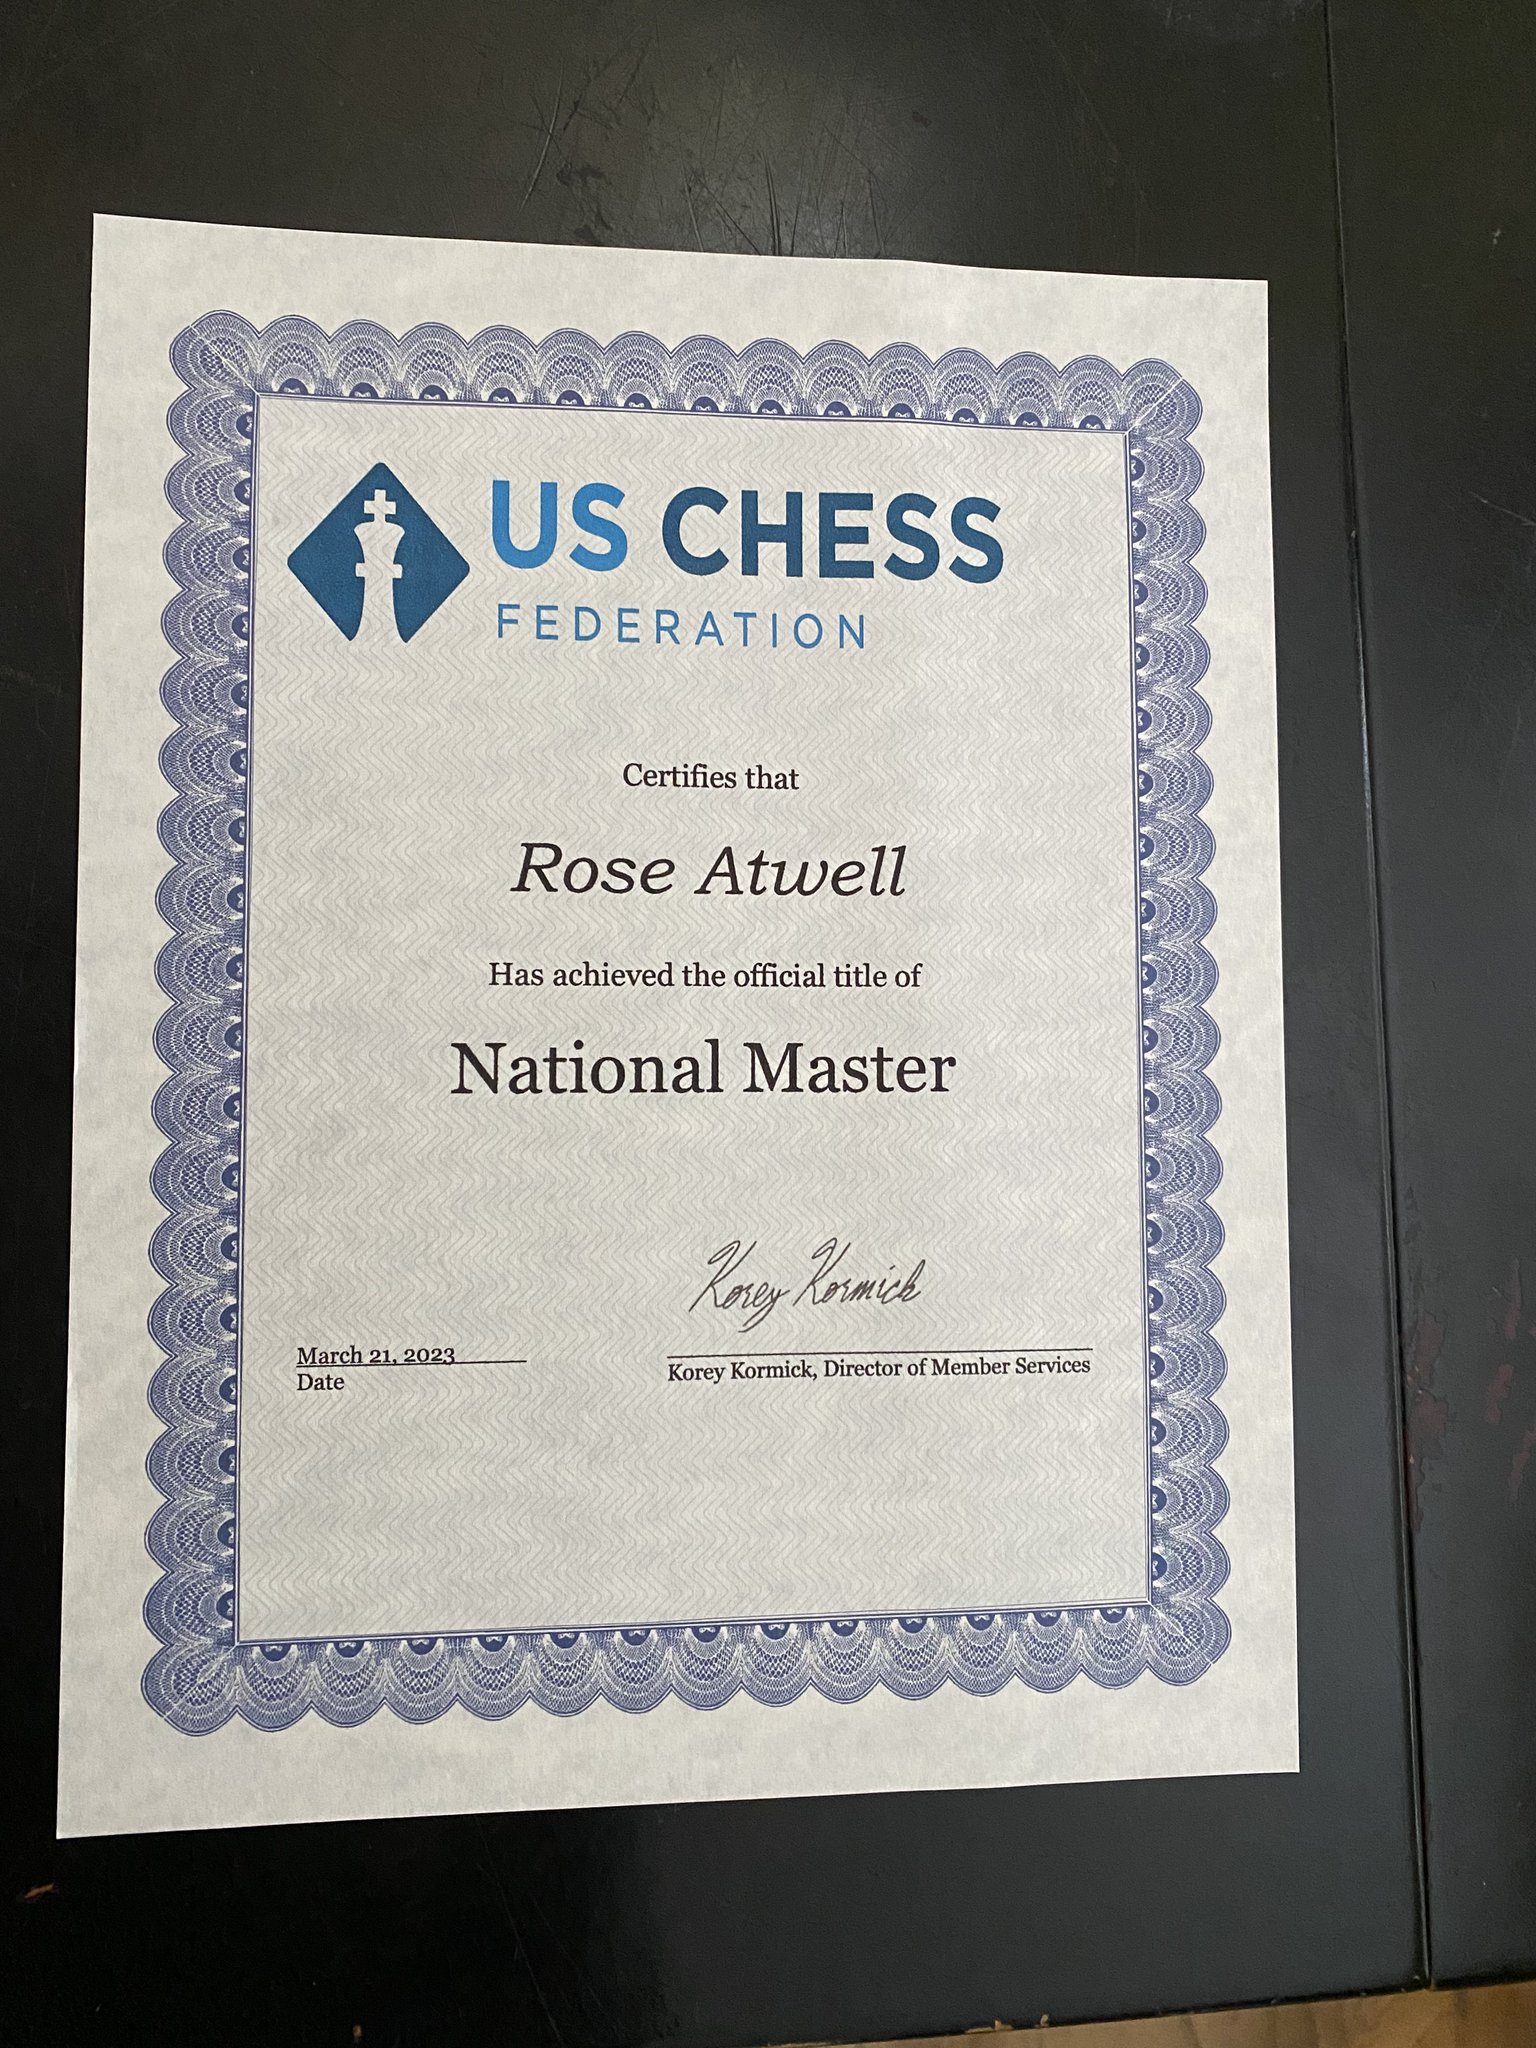 US CHESS
FEDERATION
Certifies that
Rose Atwell
Has achieved the official title of
National Master
Korey Kormick
March 21, 2023
Date
Korey Kormick, Director of Member Services